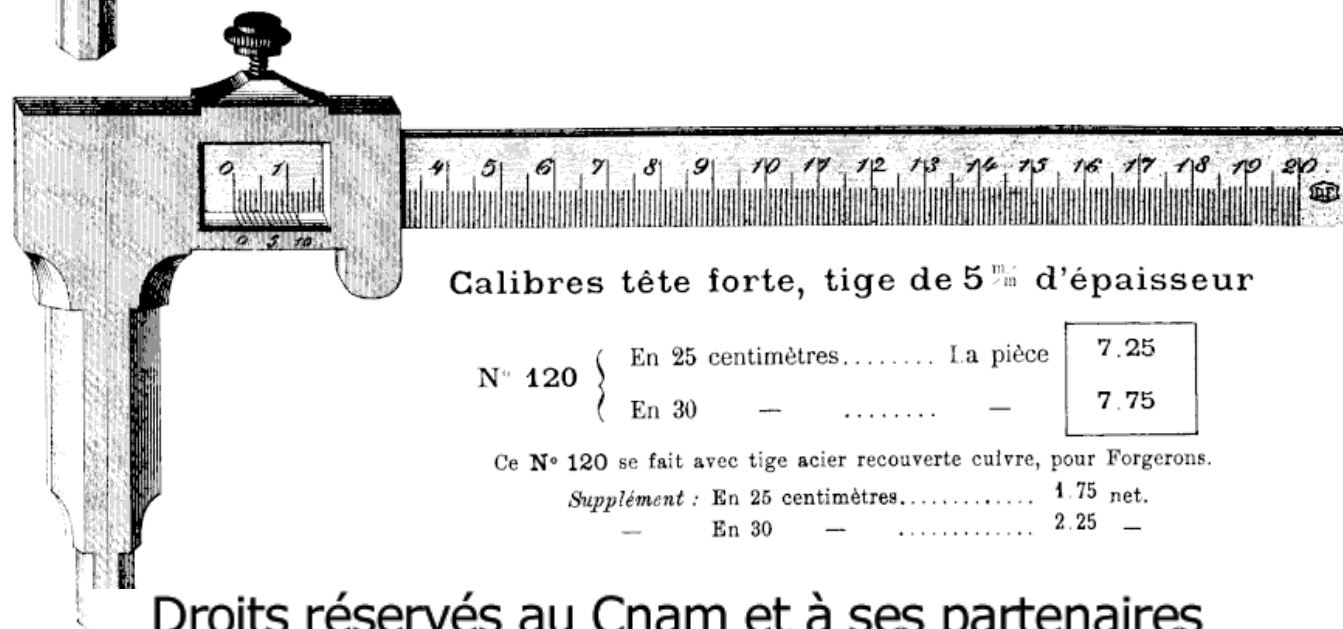 0 1 4 5 6 7 8 9 10 11 12 13 14 15 16 17 18 19 20
0 5 10
Calibres tête forte, tige de 5 m/m d'épaisseur
N° 120 { En 25 centimètres........ La pièce 7.25
En 30 — ........ — 7.75
Ce N° 120 se fait avec tige acier recouverte cuivre, pour Forgerons.
Supplément : En 25 centimètres............. 1.75 net.
— En 30 — ............. 2.25 —
Droits réservés au Cnam et à ses partenaires